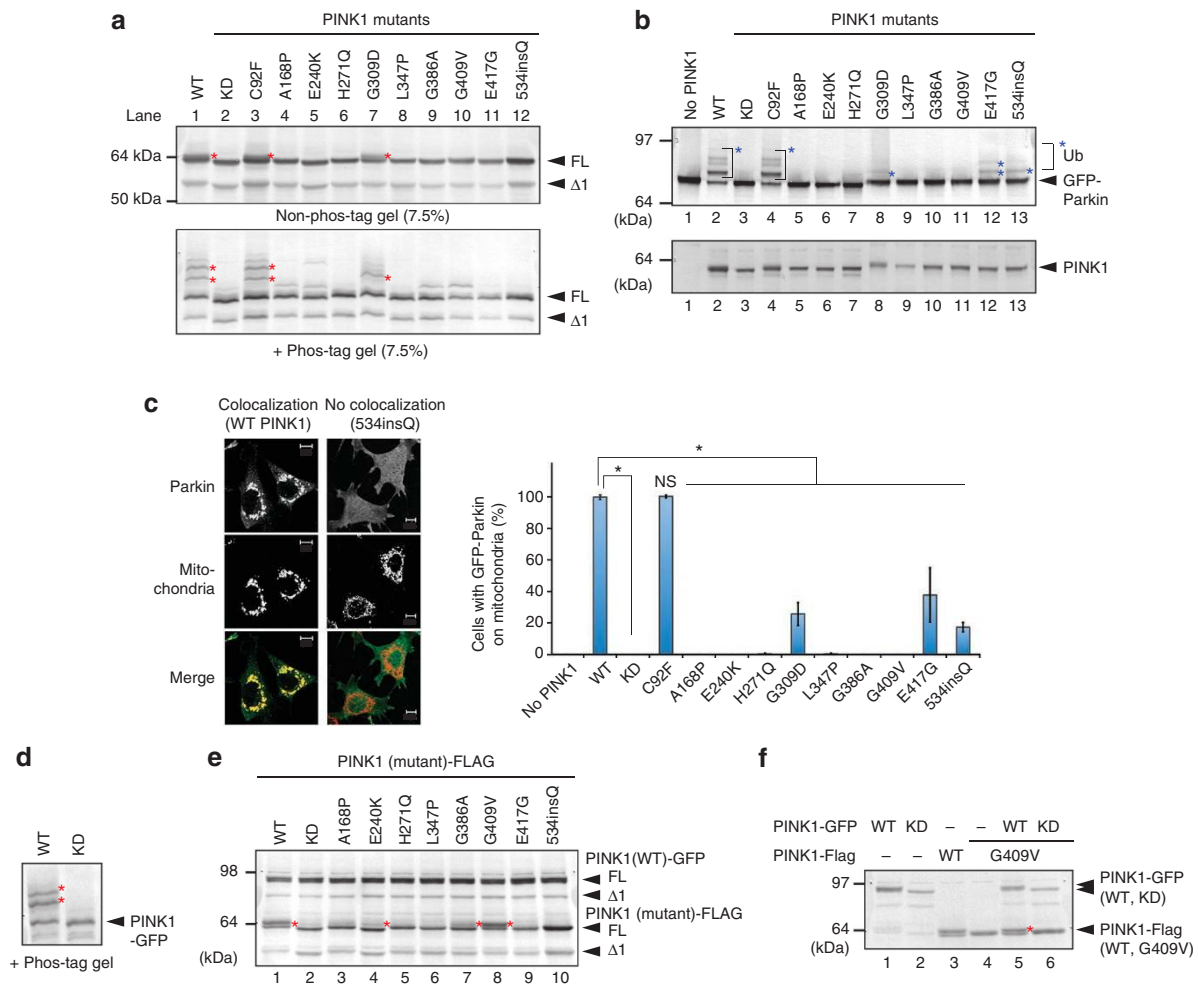 a
PINK1 mutants
WT KD C92F A168P E240K H271Q G309D L347P G386A G409V E417G 534insQ
Lane 1 2 3 4 5 6 7 8 9 10 11 12
64 kDa
* * *
FL
Δ1
50 kDa
Non-phos-tag gel (7.5%)
* * *
* *
FL
Δ1
+ Phos-tag gel (7.5%)
b
PINK1 mutants
No PINK1 WT KD C92F A168P E240K H271Q G309D L347P G386A G409V E417G 534insQ
97
* * * * * * *
Ub
GFP-
Parkin
64
(kDa)
1 2 3 4 5 6 7 8 9 10 11 12 13
64
(kDa)
PINK1
1 2 3 4 5 6 7 8 9 10 11 12 13
c
Colocalization
(WT PINK1)
No colocalization
(534insQ)
Parkin
Mito-
chondria
Merge
Cells with GFP-Parkin
on mitochondria (%)
100
80
60
40
20
0
*
*
NS
No PINK1 WT KD C92F A168P E240K H271Q G309D L347P G386A G409V E417G 534insQ
d
WT KD
*
*
PINK1
-GFP
+ Phos-tag gel
e
PINK1 (mutant)-FLAG
WT KD A168P E240K H271Q L347P G386A G409V E417G 534insQ
98
PINK1(WT)-GFP
FL
Δ1
64
* * * *
PINK1 (mutant)-FLAG
FL
Δ1
(kDa)
1 2 3 4 5 6 7 8 9 10
f
PINK1-GFP WT KD – – WT KD
PINK1-Flag – – WT G409V
97
PINK1-GFP
(WT, KD)
64
*
PINK1-Flag
(WT, G409V)
(kDa)
1 2 3 4 5 6